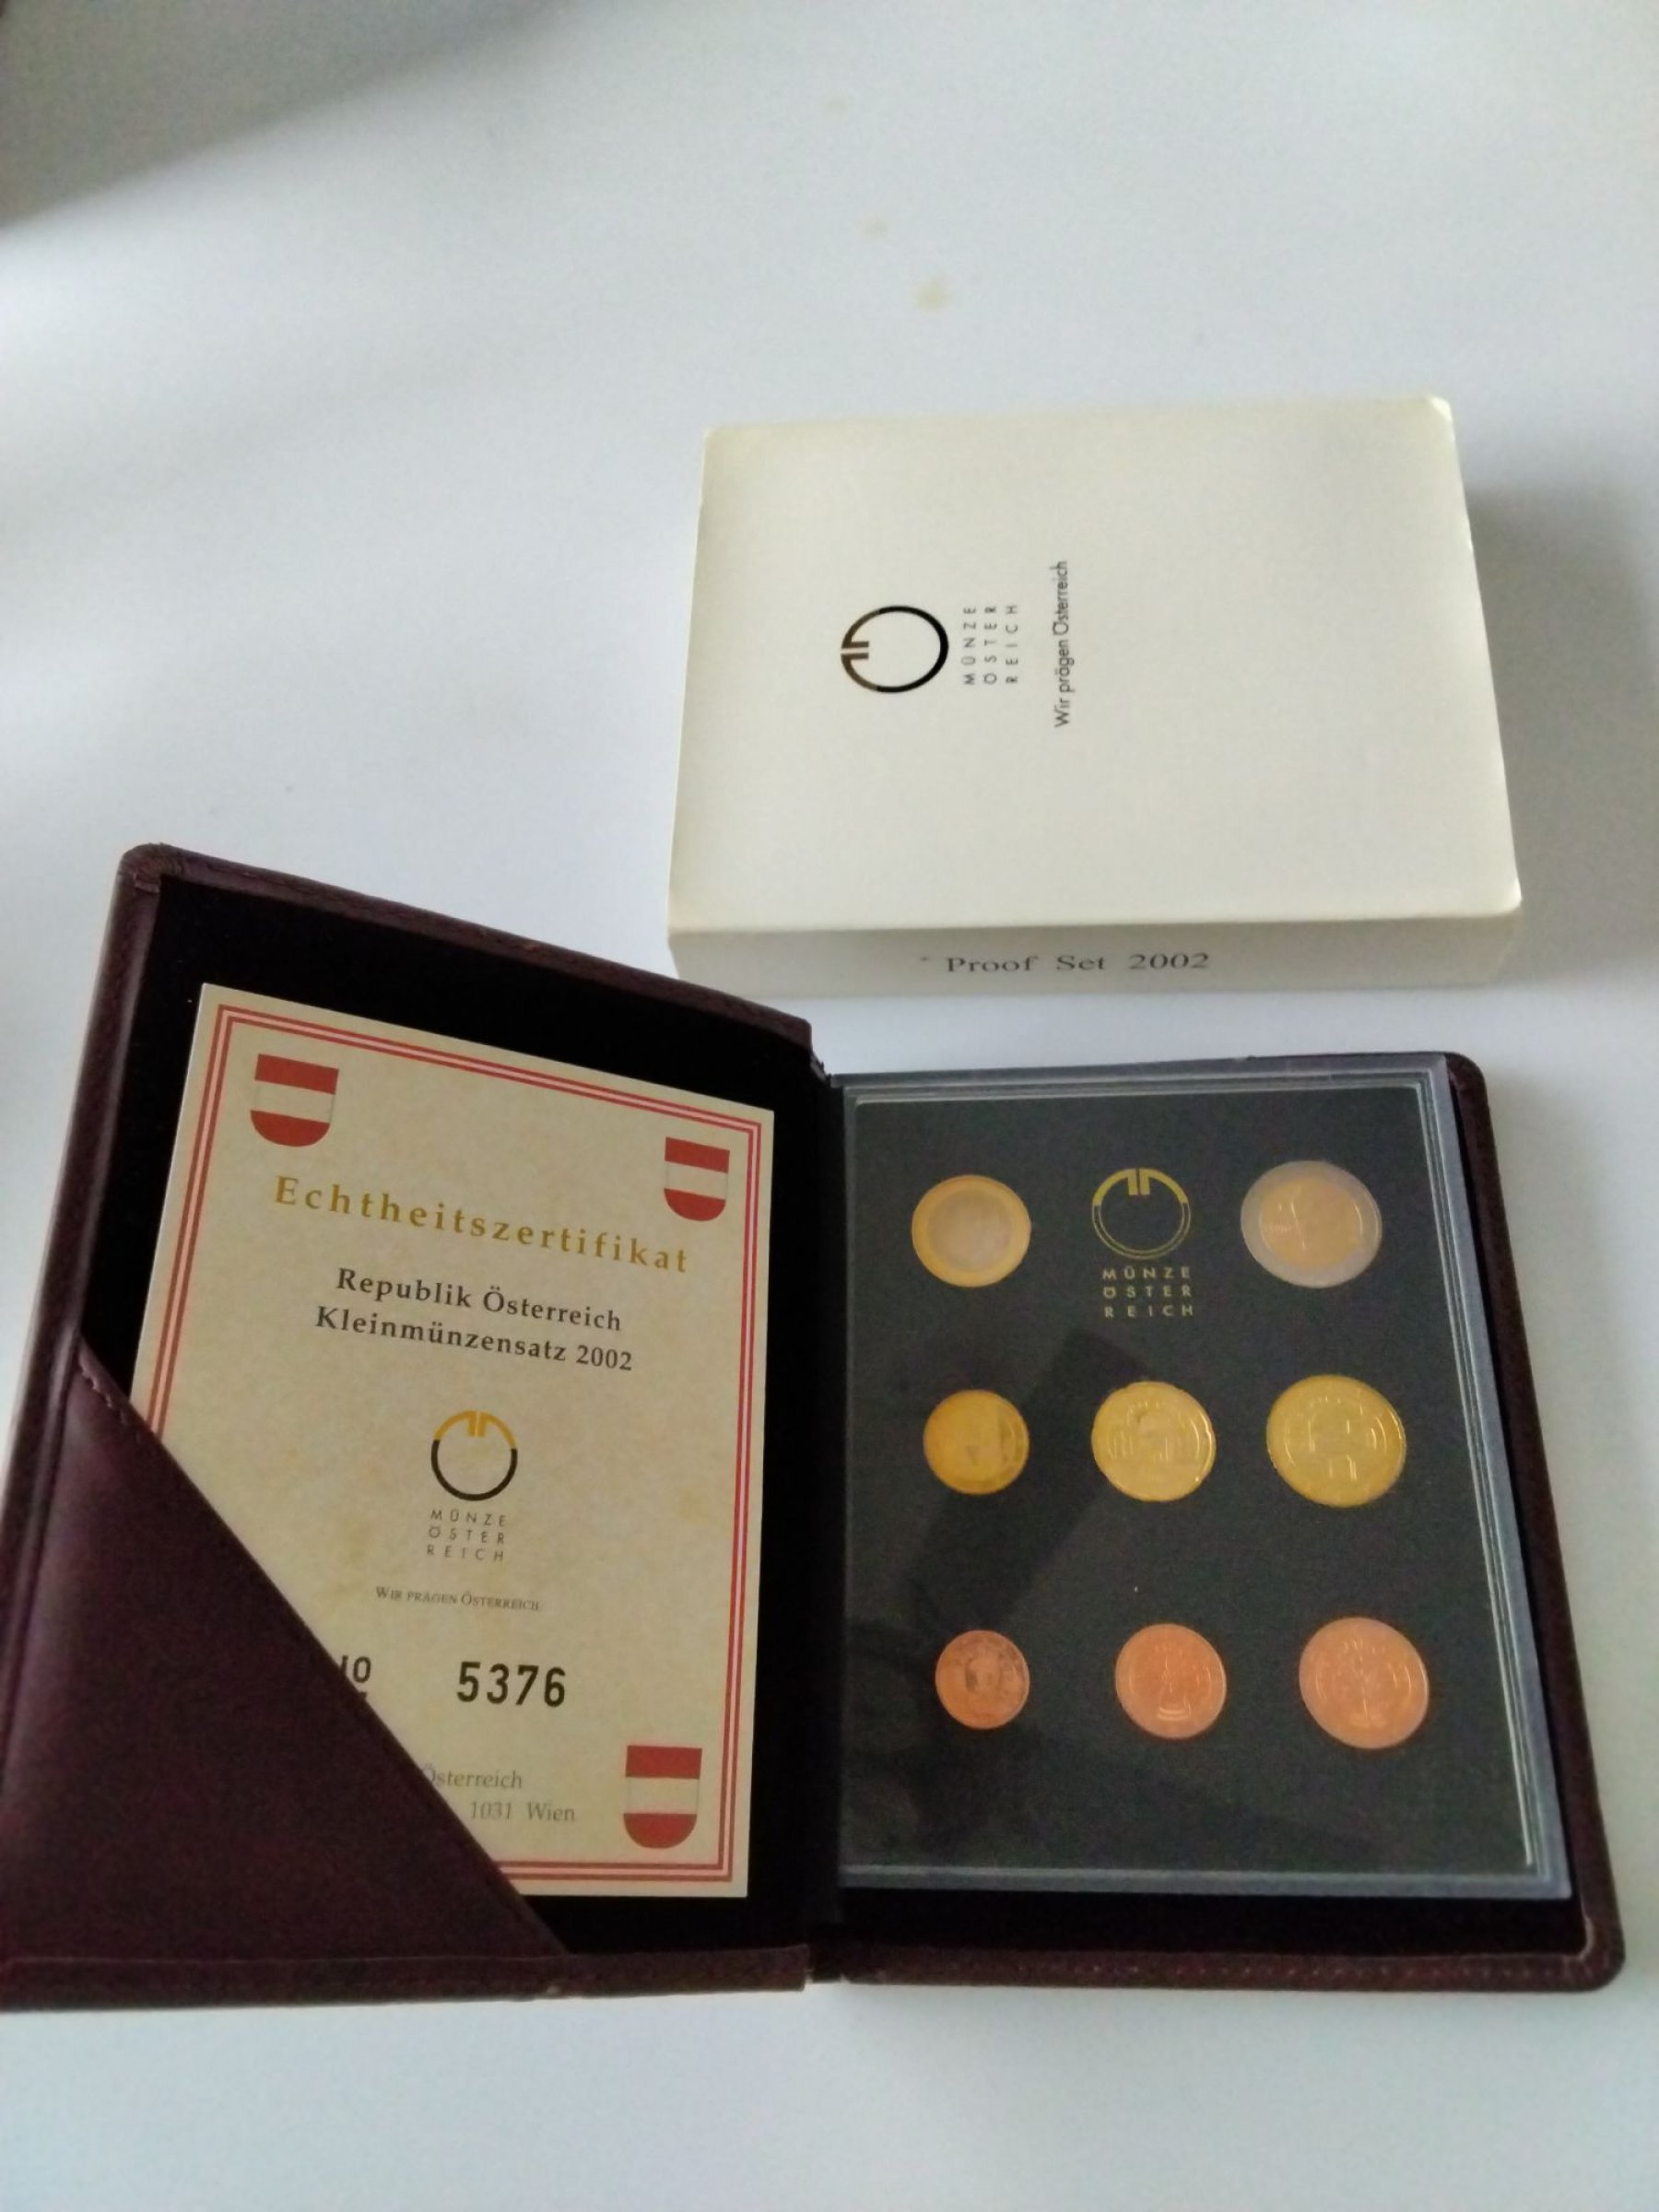 MÜNZE
ÖSTER
REICH
Wir prägen Österreich
Proof Set 2002
Echtheitszertifikat
Republik Österreich
Kleinmünzensatz 2002
MÜNZE
ÖSTER
REICH
WIR PRÄGEN ÖSTERREICH.
5376
Österreich
1031 Wien
MÜNZE
ÖSTER
REICH